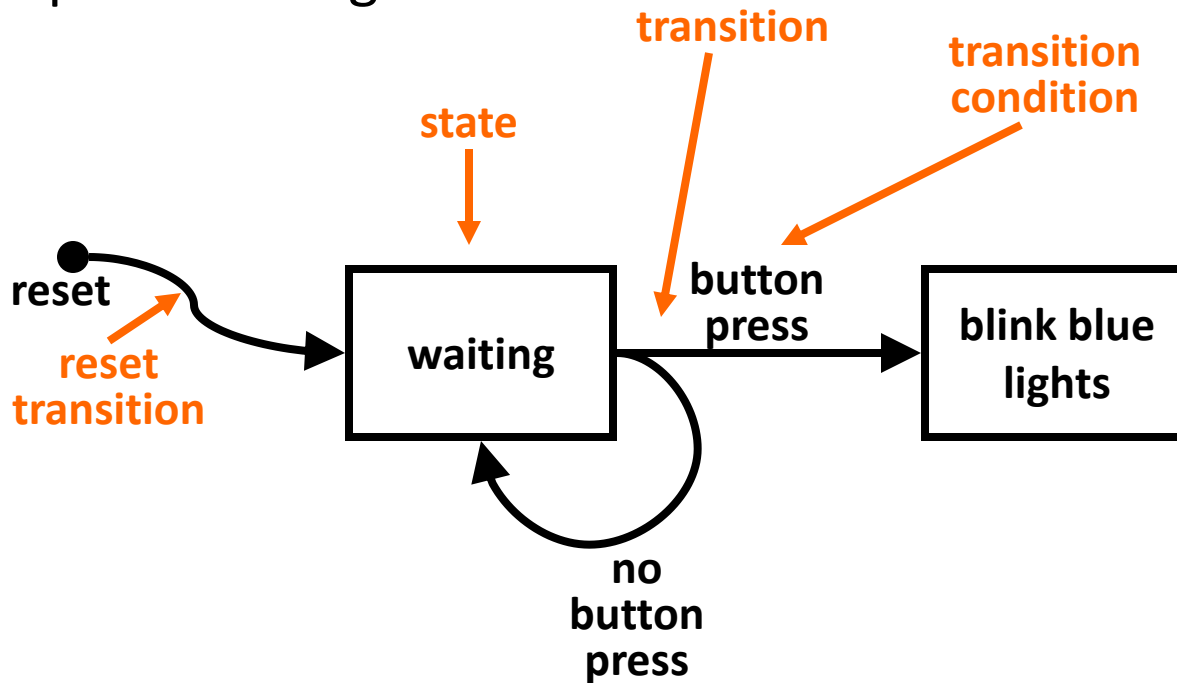 transition
transition
condition
state
reset
button
press
waiting
blink blue
lights
reset
transition
no
button
press